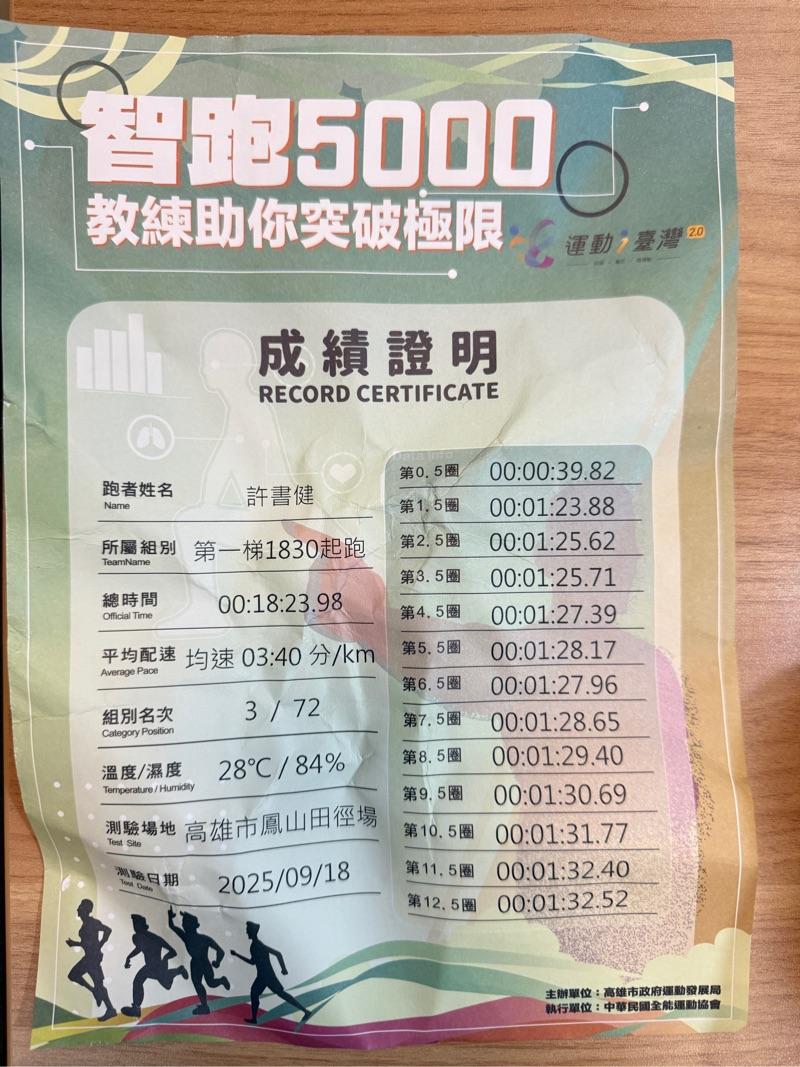 智跑5000
教練助你突破極限
運動i臺灣2.0
成績證明
RECORD CERTIFICATE
Data Info
跑者姓名 許書健
Name
所屬組別 第一梯1830起跑
TeamName
總時間 00:18:23.98
Official Time
平均配速 均速 03:40 分/km
Average Pace
組別名次 3 / 72
Category Position
溫度/濕度 28℃ / 84%
Temperature / Humidity
測驗場地 高雄市鳳山田徑場
Test Site
測驗日期 2025/09/18
Test Date
第0.5圈 00:00:39.82
第1.5圈 00:01:23.88
第2.5圈 00:01:25.62
第3.5圈 00:01:25.71
第4.5圈 00:01:27.39
第5.5圈 00:01:28.17
第6.5圈 00:01:27.96
第7.5圈 00:01:28.65
第8.5圈 00:01:29.40
第9.5圈 00:01:30.69
第10.5圈 00:01:31.77
第11.5圈 00:01:32.40
第12.5圈 00:01:32.52
主辦單位：高雄市政府運動發展局
執行單位：中華民國全能運動協會